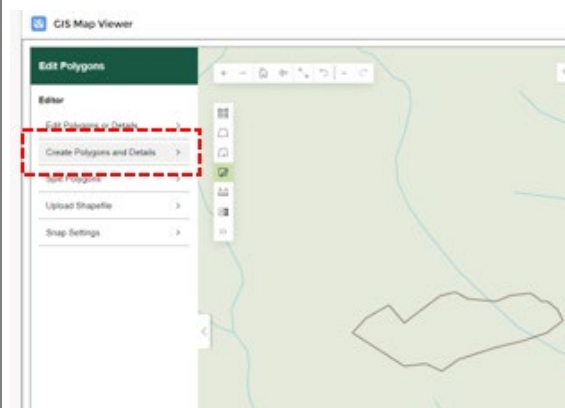 GIS Map Viewer
Edit Polygons
Editor
Edit Polygons or Details
Create Polygons and Details
Split Polygons
Upload Shapefile
Snap Settings